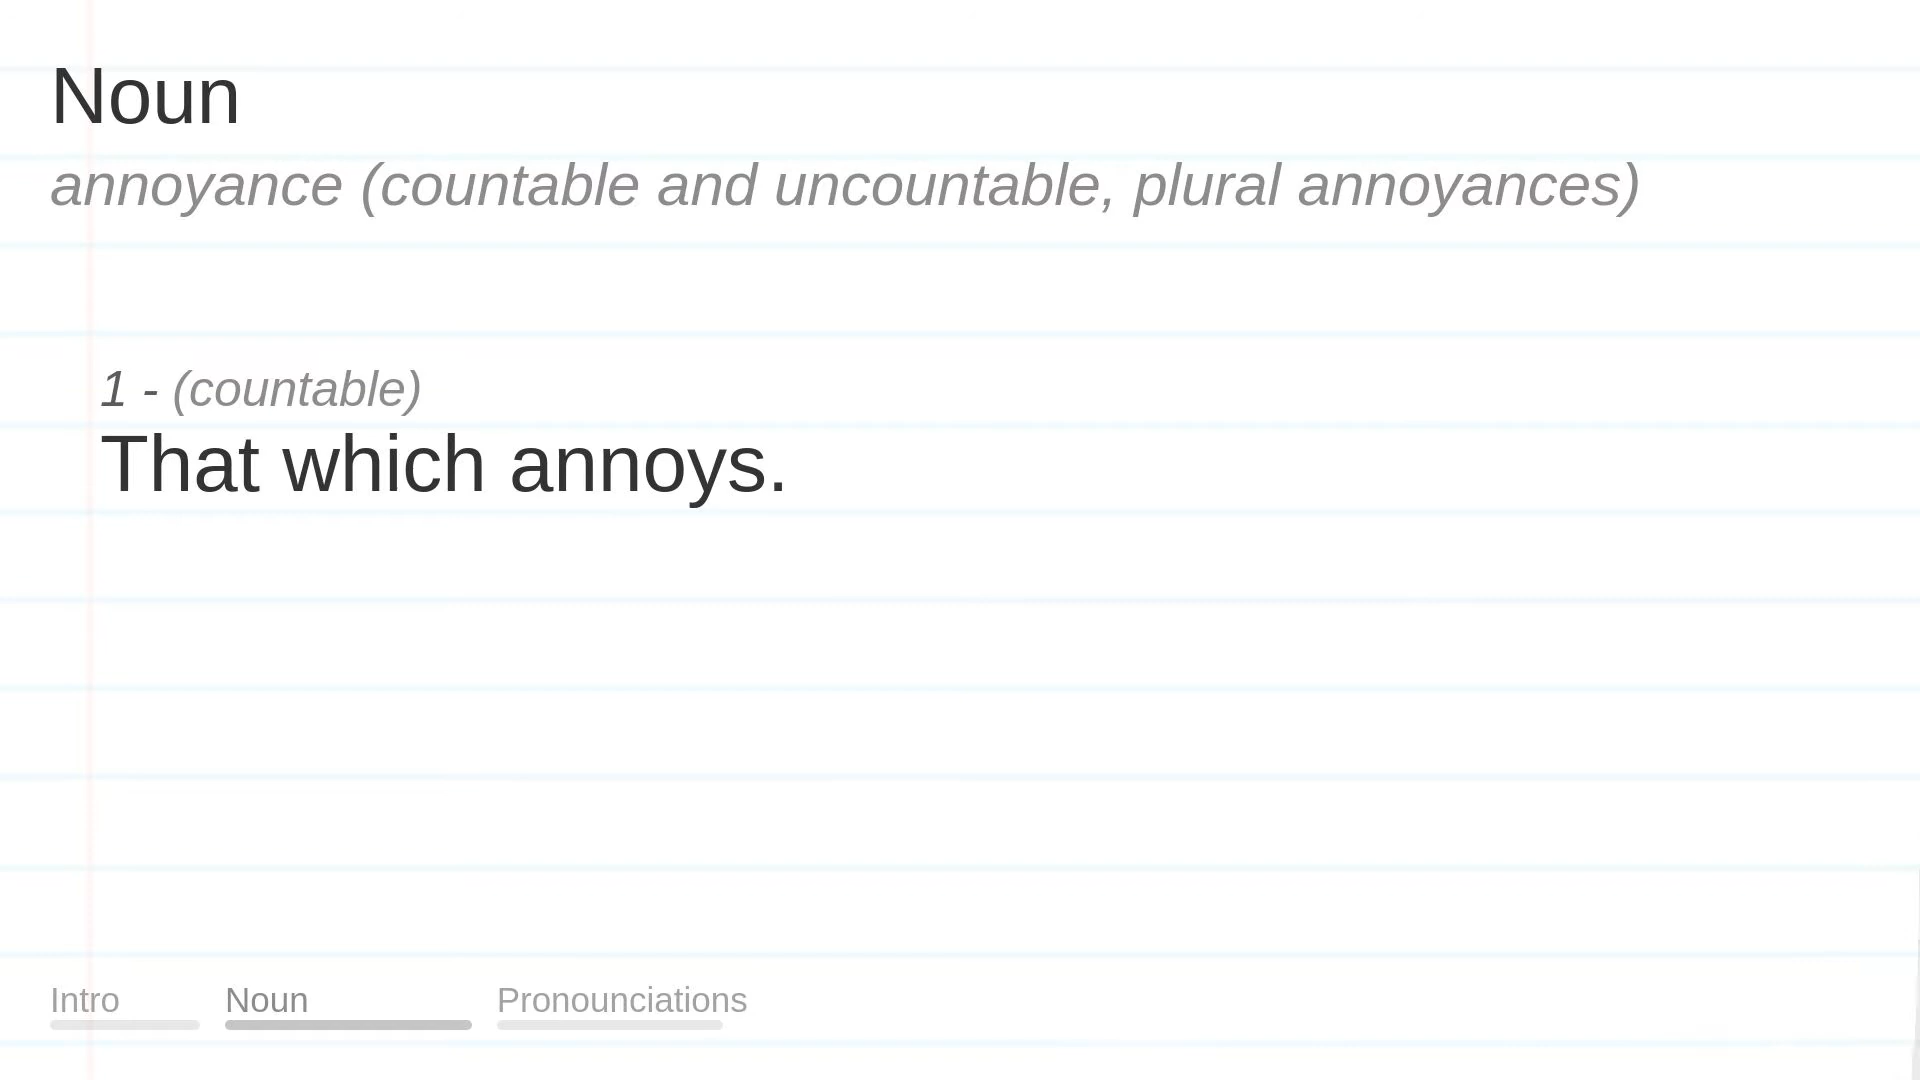 Noun
annoyance (countable and uncountable, plural annoyances)
1 - (countable)
That which annoys.
Intro Noun Pronounciations